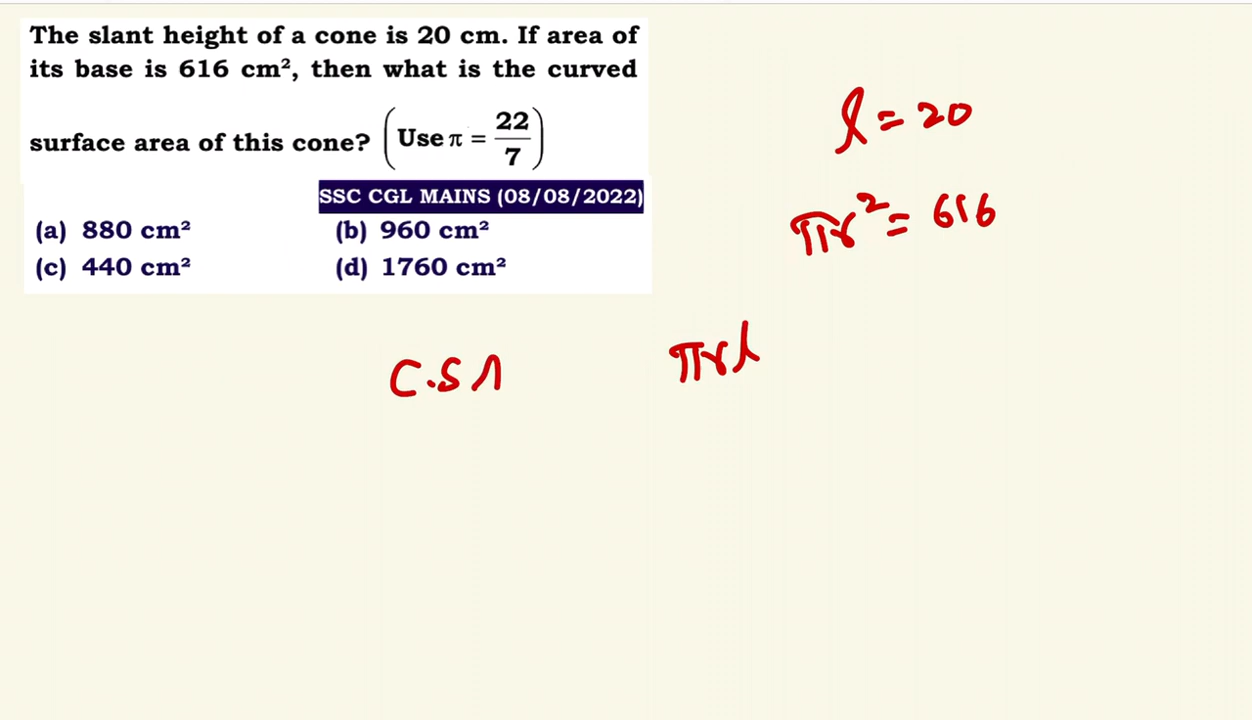 The slant height of a cone is 20 cm. If area of
its base is 616 cm², then what is the curved
surface area of this cone? (Use π = 22/7)
SSC CGL MAINS (08/08/2022)
(a) 880 cm² (b) 960 cm²
(c) 440 cm² (d) 1760 cm²
l = 20
πr² = 616
C.S A πrl